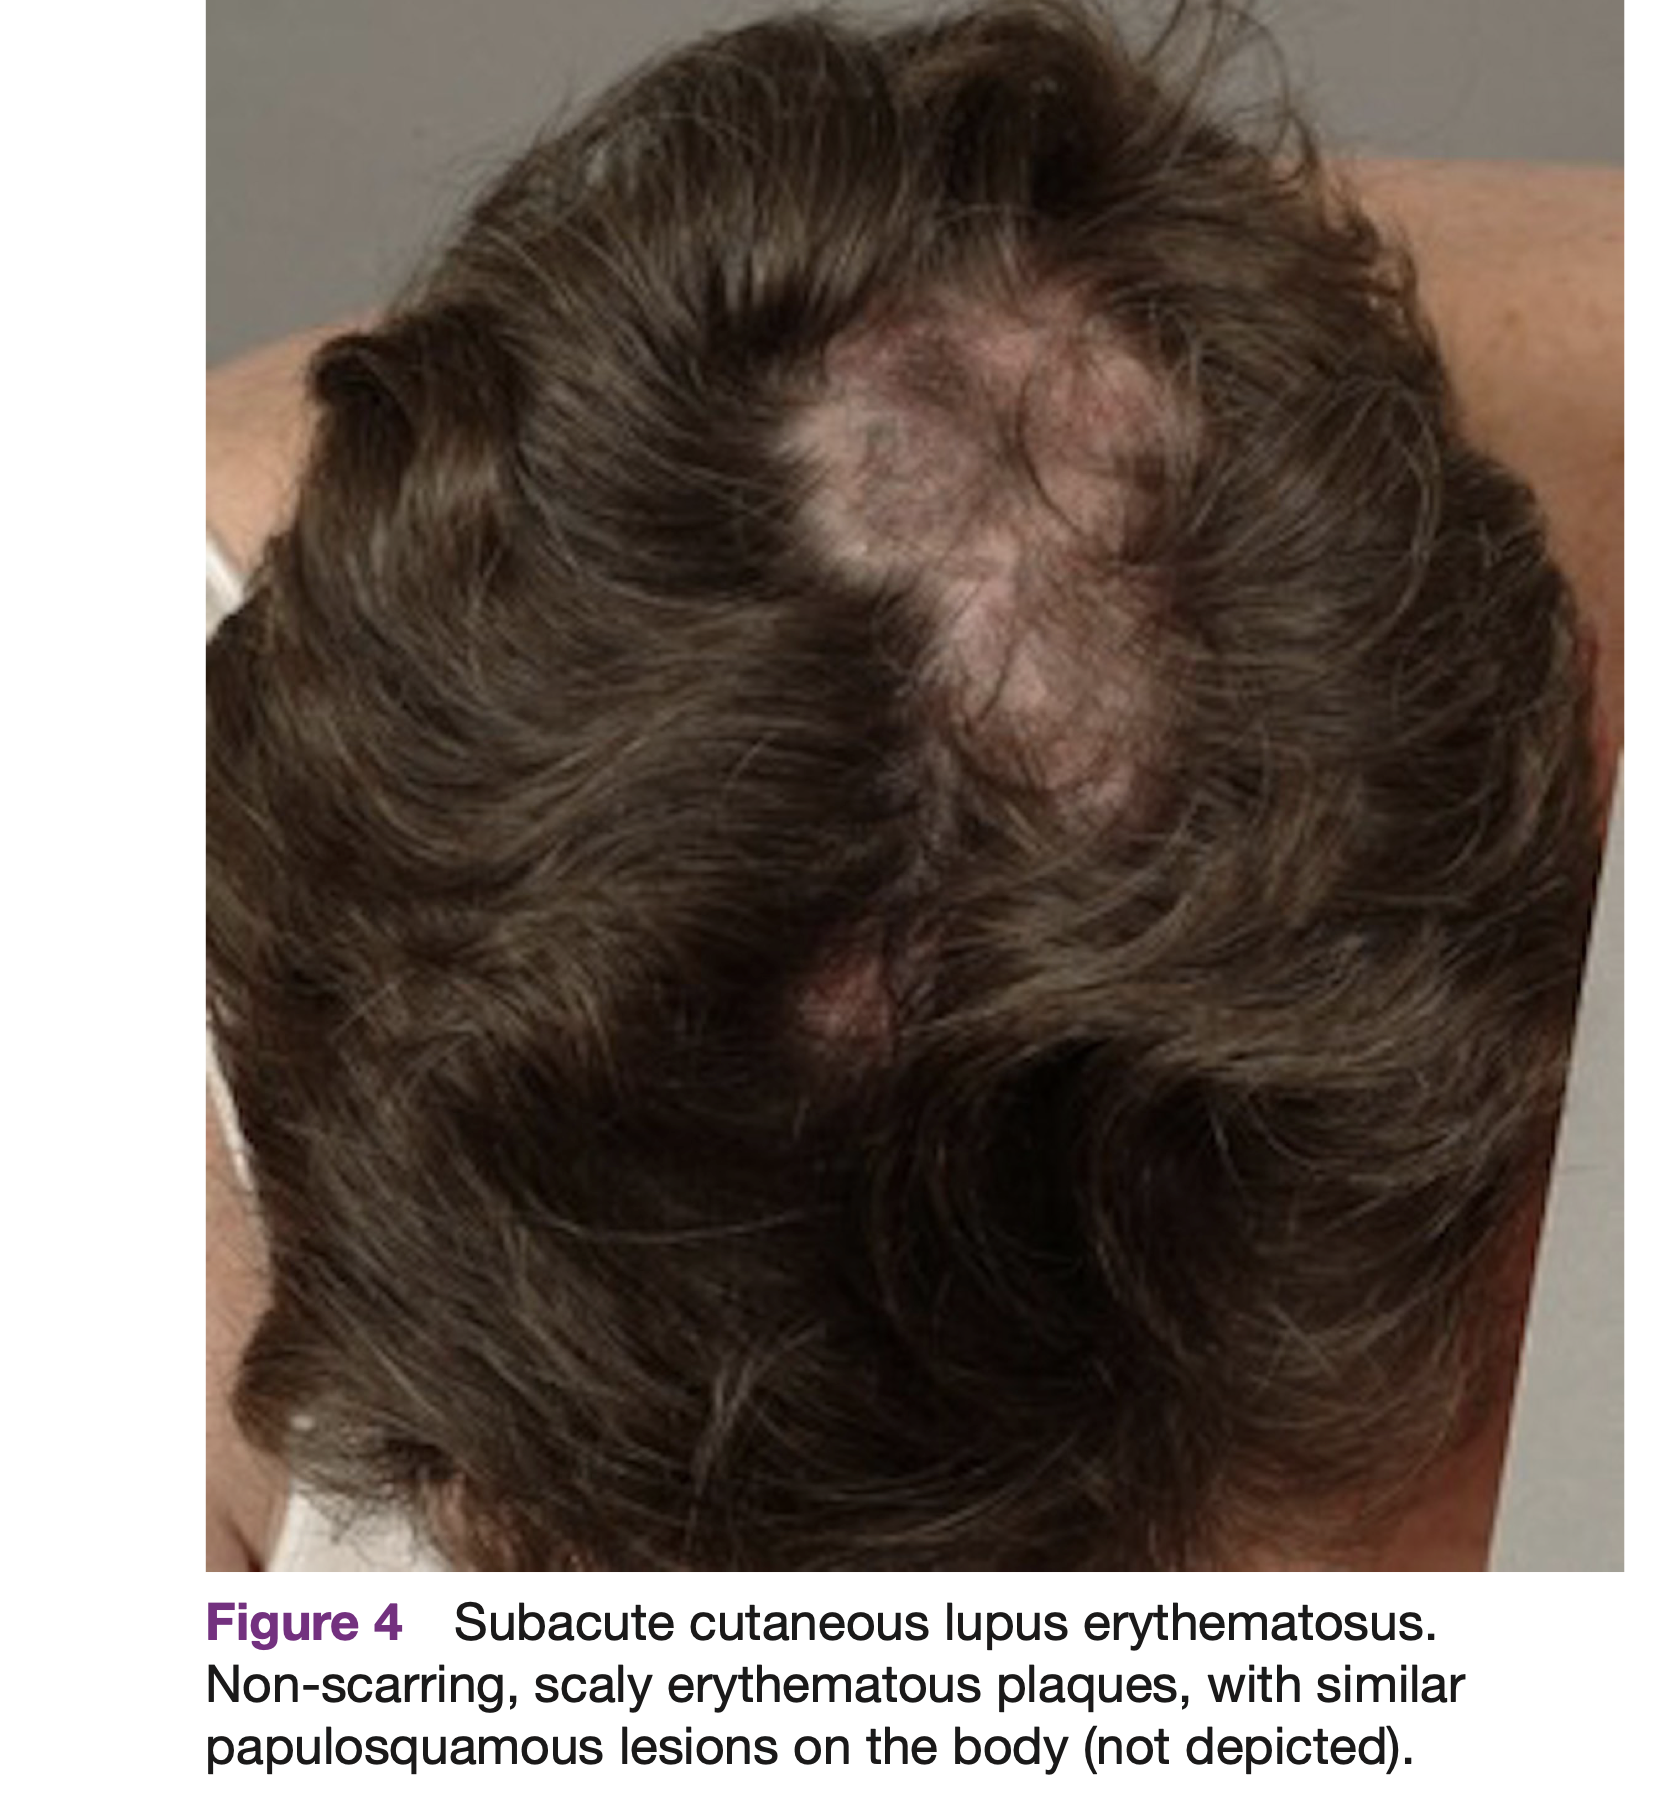 Figure 4 Subacute cutaneous lupus erythematosus.
Non-scarring, scaly erythematous plaques, with similar
papulosquamous lesions on the body (not depicted).